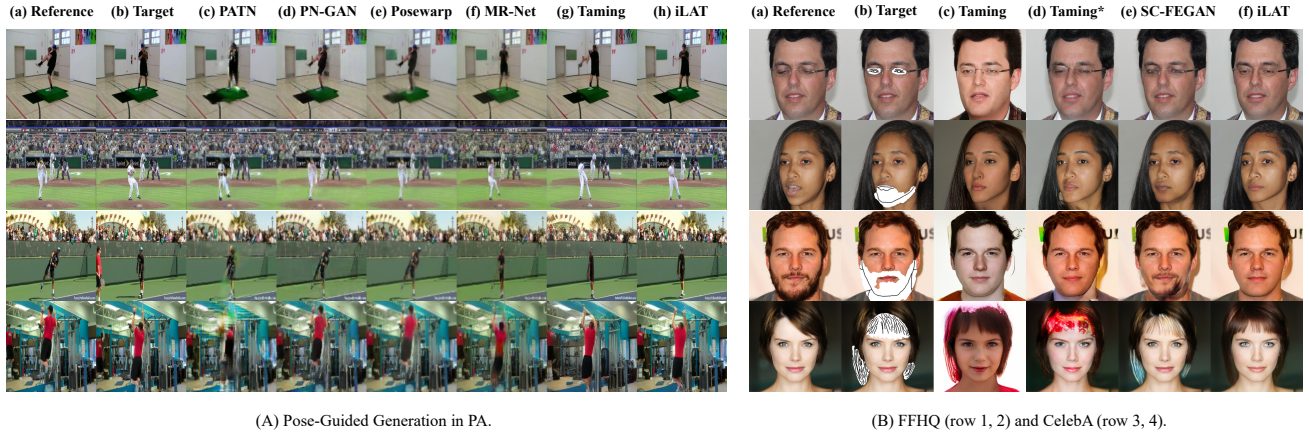 (a) Reference (b) Target (c) PATN (d) PN-GAN (e) Posewarp (f) MR-Net (g) Taming (h) iLAT
(a) Reference (b) Target (c) Taming (d) Taming* (e) SC-FEGAN (f) iLAT
(A) Pose-Guided Generation in PA.
(B) FFHQ (row 1, 2) and CelebA (row 3, 4).